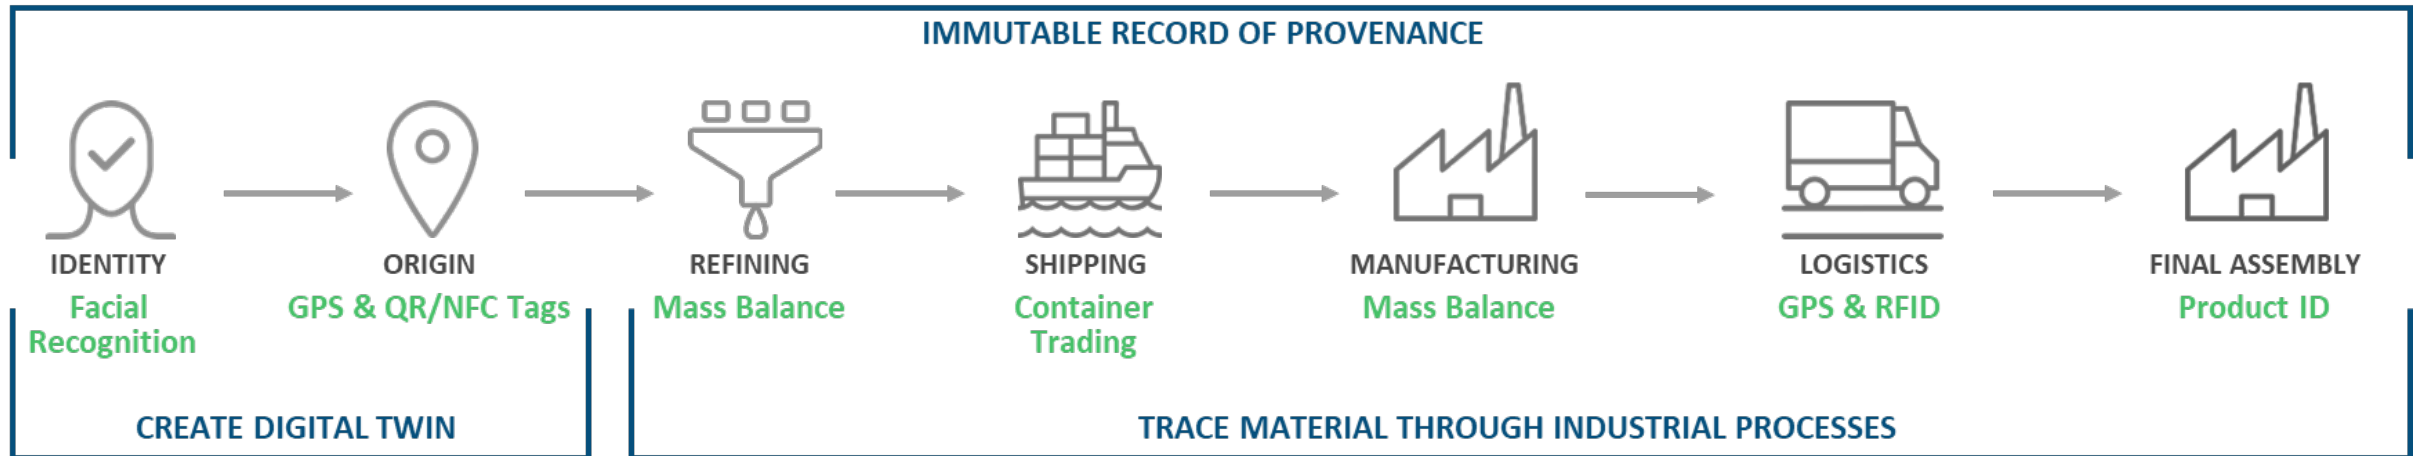 IMMUTABLE RECORD OF PROVENANCE
IDENTITY
Facial
Recognition
ORIGIN
GPS & QR/NFC Tags
REFINING
Mass Balance
SHIPPING
Container
Trading
MANUFACTURING
Mass Balance
LOGISTICS
GPS & RFID
FINAL ASSEMBLY
Product ID
CREATE DIGITAL TWIN
TRACE MATERIAL THROUGH INDUSTRIAL PROCESSES